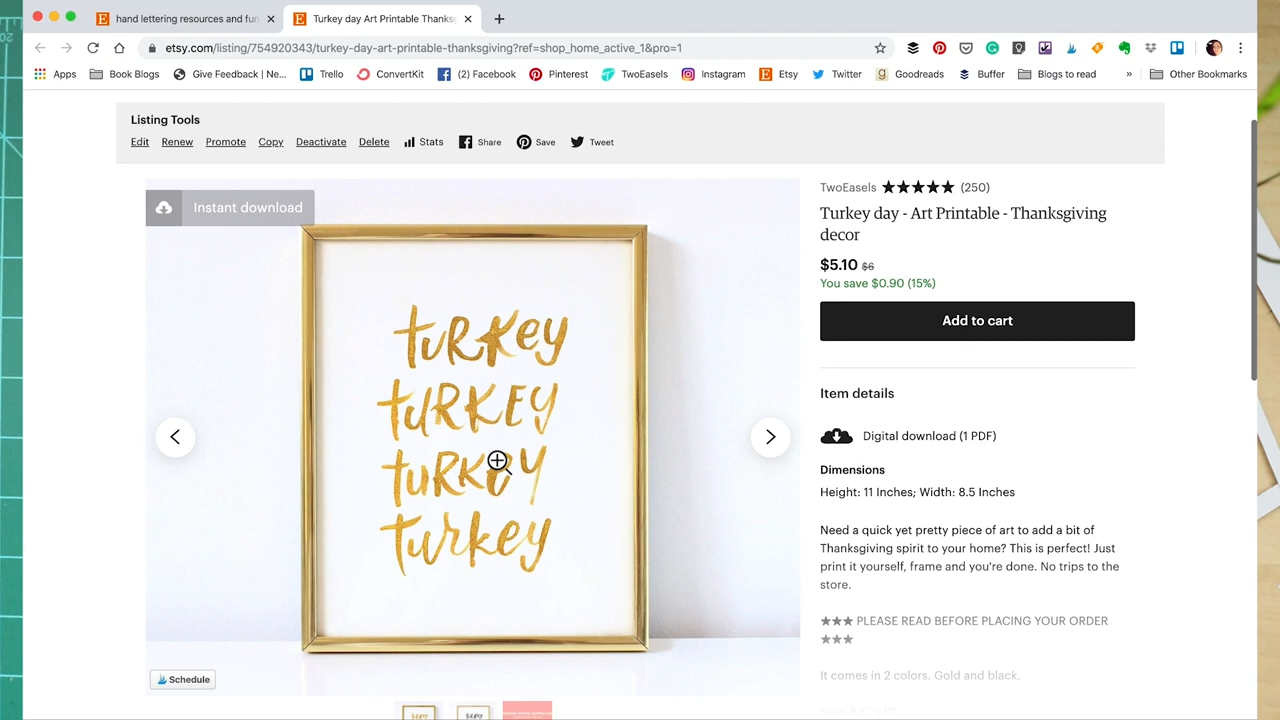 hand lettering resources and fun
Turkey day Art Printable Thanks
etsy.com/listing/754920343/turkey-day-art-printable-thanksgiving?ref=shop_home_active_1&pro=1
Apps
Book Blogs
Give Feedback | Ne...
Trello
ConvertKit
(2) Facebook
Pinterest
TwoEasels
Instagram
Etsy
Twitter
Goodreads
Buffer
Blogs to read
»
Other Bookmarks
Listing Tools
Edit Renew Promote Copy Deactivate Delete Stats Share Save Tweet
Instant download
turkey
turkey
turkey
turkey
Schedule
TwoEasels ★★★★★ (250)
Turkey day - Art Printable - Thanksgiving
decor
$5.10 $6
You save $0.90 (15%)
Add to cart
Item details
Digital download (1 PDF)
Dimensions
Height: 11 Inches; Width: 8.5 Inches
Need a quick yet pretty piece of art to add a bit of
Thanksgiving spirit to your home? This is perfect! Just
print it yourself, frame and you're done. No trips to the
store.
★★★ PLEASE READ BEFORE PLACING YOUR ORDER
★★★
It comes in 2 colors. Gold and black.